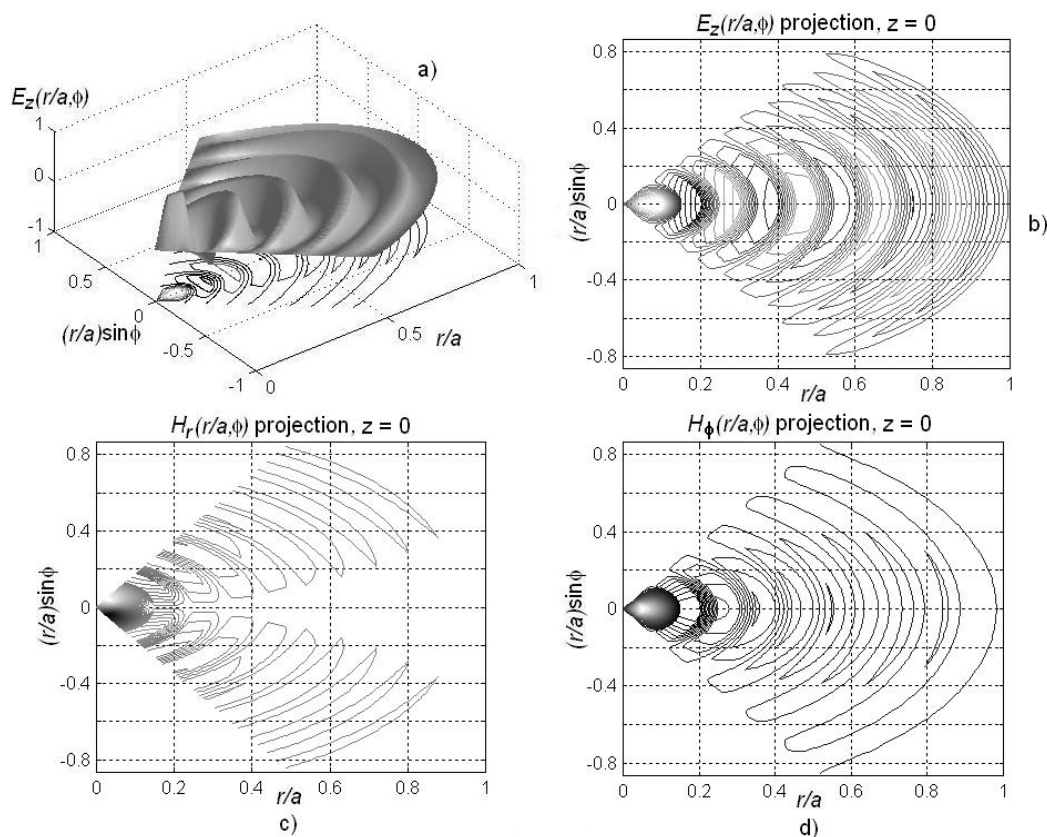 a)
E_z(r/a,ϕ)
1
0
-1
1
0.5
0
-0.5
-1
(r/a)sinϕ
0
0.5
1
r/a
E_z(r/a,ϕ) projection, z = 0
0.8
0.4
0
-0.4
-0.8
(r/a)sinϕ
0 0.2 0.4 0.6 0.8 1
r/a
b)
H_r(r/a,ϕ) projection, z = 0
0.8
0.4
0
-0.4
-0.8
(r/a)sinϕ
0 0.2 0.4 0.6 0.8 1
r/a
c)
H_ϕ(r/a,ϕ) projection, z = 0
0.8
0.4
0
-0.4
-0.8
(r/a)sinϕ
0 0.2 0.4 0.6 0.8 1
r/a
d)